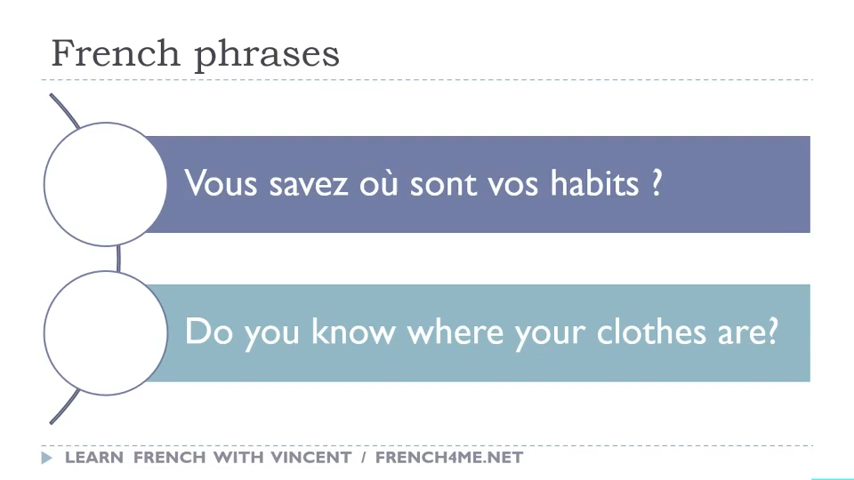 French phrases
Vous savez où sont vos habits ?
Do you know where your clothes are?
LEARN FRENCH WITH VINCENT / FRENCH4ME.NET